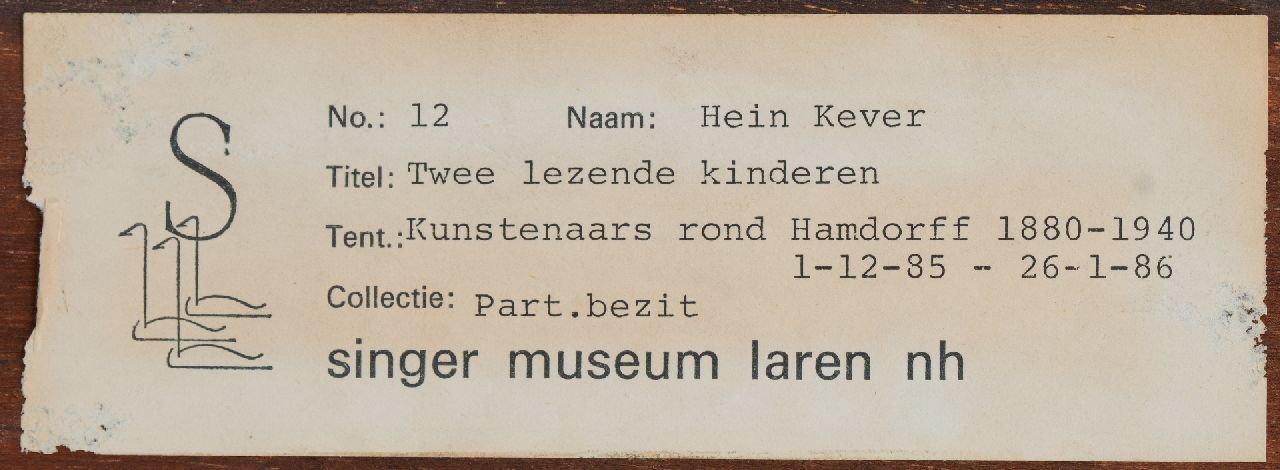 S
No.: 12 Naam: Hein Kever
Titel: Twee lezende kinderen
Tent.: Kunstenaars rond Hamdorff 1880-1940
1-12-85 - 26-1-86
Collectie: Part.bezit
singer museum laren nh